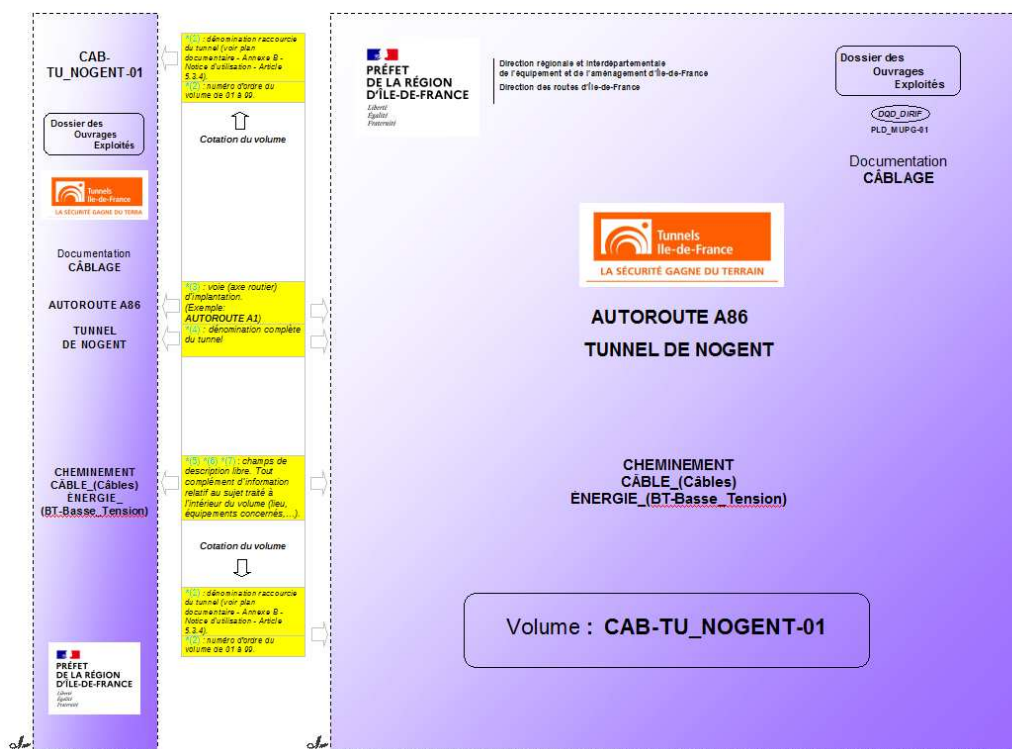 CAB-
TU_NOGENT-01
Dossier des
Ouvrages
Exploités
Tunnels
Ile-de-France
LA SÉCURITÉ GAGNE DU TERRA
Documentation
CÂBLAGE
AUTOROUTE A86
TUNNEL
DE NOGENT
CHEMINEMENT
CÂBLE_(Câbles)
ÉNERGIE_
(BT-Basse_Tension)
PRÉFET
DE LA RÉGION
D'ÎLE-DE-FRANCE
Liberté
Égalité
Fraternité
*(1) : dénomination raccourcie
du tunnel (voir plan
documentaire - Annexe B -
Notice d'utilisation - Article
5.3.4).
*(2) : numéro d'ordre du
volume de 01 à 99.
Cotation du volume
*(3) : voie (axe routier)
d'implantation.
(Exemple:
AUTOROUTE A1)
*(4) : dénomination complète
du tunnel
*(5) *(6) *(7) : champs de
description libre. Tout
complément d'information
relatif au sujet traité à
l'intérieur du volume (lieu,
équipements concernés,...).
Cotation du volume
dénomination raccourcie
du tunnel (voir plan
documentaire - Annexe B -
Notice d'utilisation - Article
5.3.4).
*(2) : numéro d'ordre du
volume de 01 à 99.
PRÉFET
DE LA RÉGION
D'ÎLE-DE-FRANCE
Liberté
Égalité
Fraternité
Direction régionale et interdépartementale
de l'équipement et de l'aménagement d'Île-de-France
Direction des routes d'Île-de-France
Dossier des
Ouvrages
Exploités
DQD_DIRIF
PLD_MUPG-01
Documentation
CÂBLAGE
Tunnels
Ile-de-France
LA SÉCURITÉ GAGNE DU TERRAIN
AUTOROUTE A86
TUNNEL DE NOGENT
CHEMINEMENT
CÂBLE_(Câbles)
ÉNERGIE_(BT-Basse_Tension)
Volume : CAB-TU_NOGENT-01